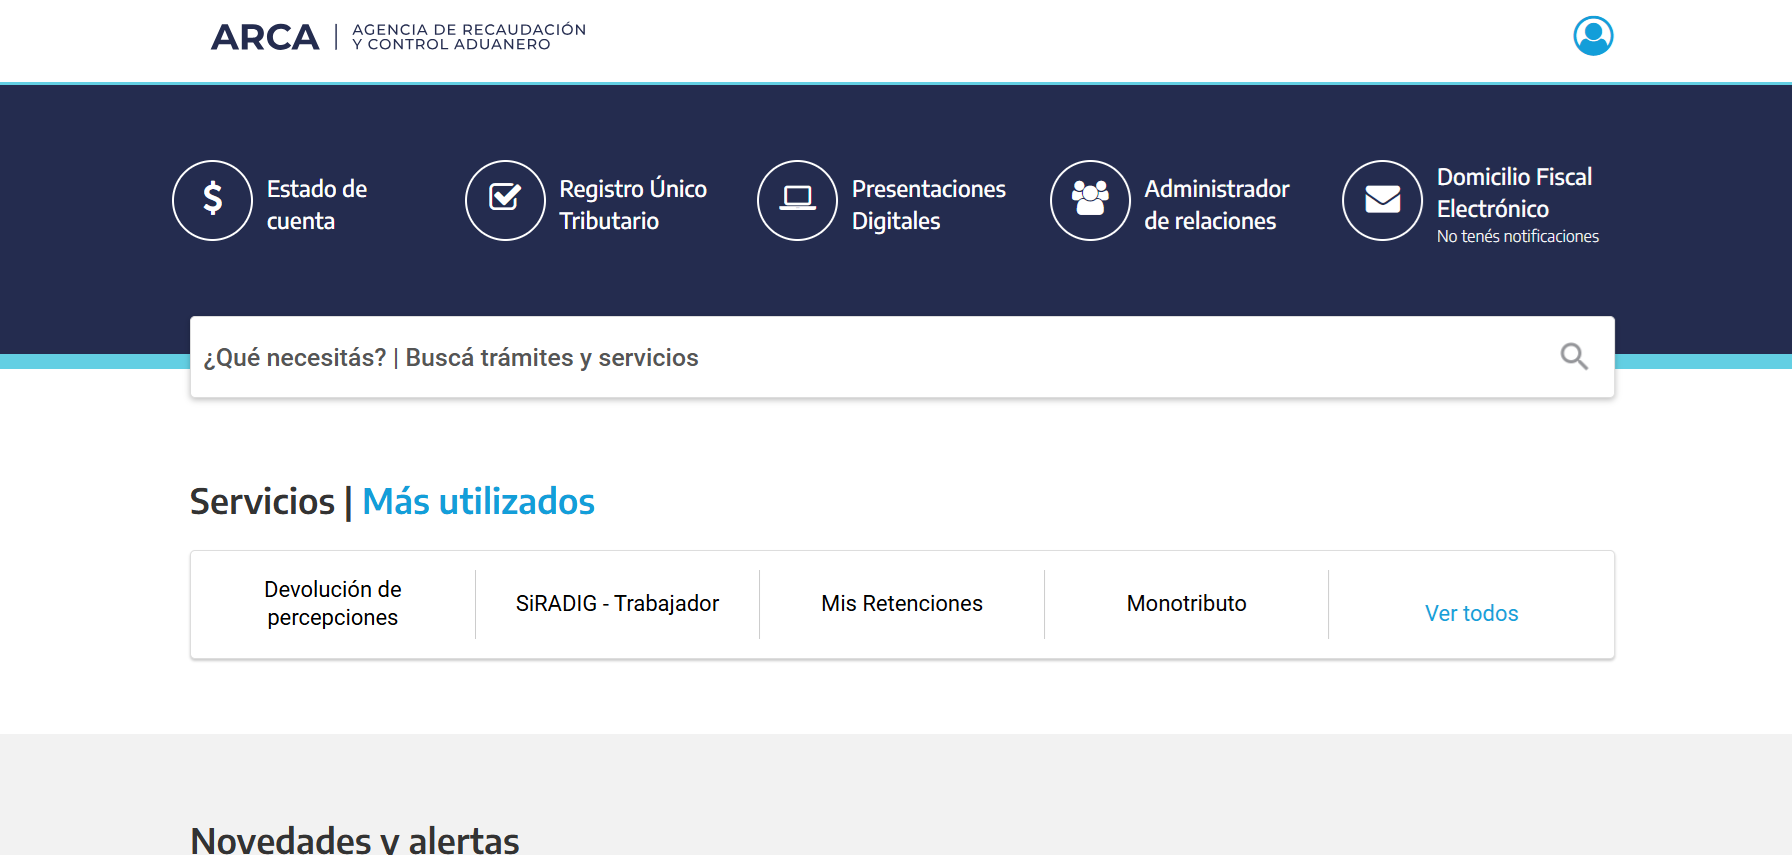 ARCA
AGENCIA DE RECAUDACIÓN
Y CONTROL ADUANERO
Estado de
cuenta
Registro Único
Tributario
Presentaciones
Digitales
Administrador
de relaciones
Domicilio Fiscal
Electrónico
No tenés notificaciones
¿Qué necesitás? | Buscá trámites y servicios
Servicios | Más utilizados
Devolución de
percepciones
SiRADIG - Trabajador
Mis Retenciones
Monotributo
Ver todos
Novedades y alertas